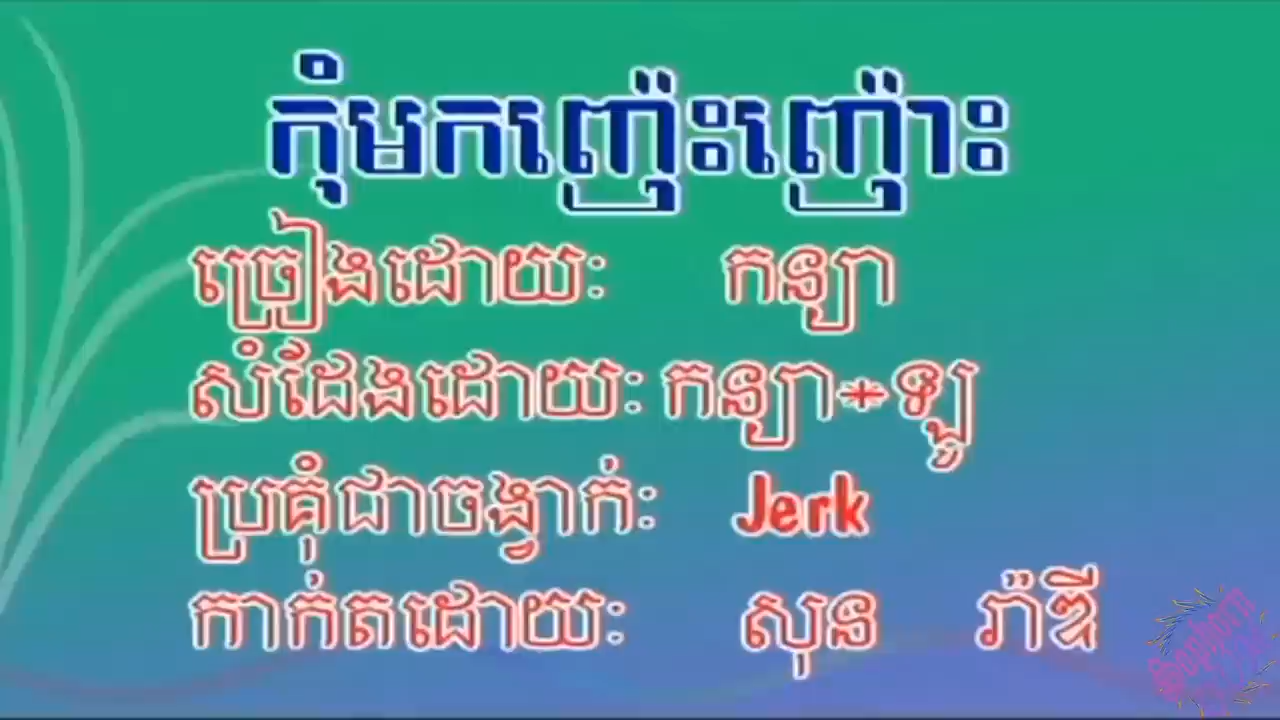 កុំមកញ៉េះញ៉ោះ
ច្រៀងដោយៈ កន្យា
សំដែងដោយៈ កន្យា*ឡូ
ប្រគុំជាចង្វាក់ៈ Jerk
កាក់តដោយៈ សុន រ៉ាឌី